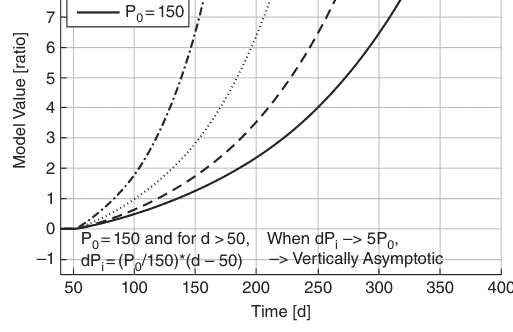 7
6
5
4
3
2
1
0
−1
Model Value [ratio]
P₀ = 150
P₀ = 150 and for d > 50,
dPᵢ = (P₀/150)*(d − 50)
When dPᵢ –> 5P₀,
–> Vertically Asymptotic
50 100 150 200 250 300 350 400
Time [d]